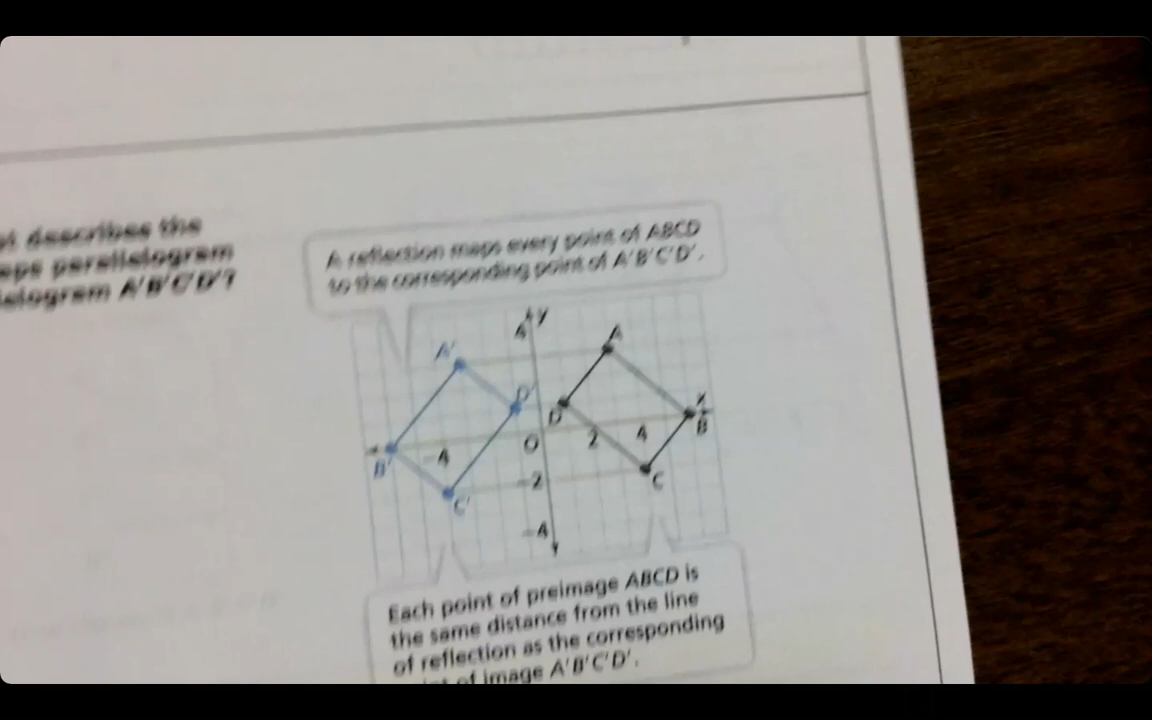 describes the
parallelogram
A'B'C'D'?
A reflection maps every point of ABCD
to the corresponding point of A'B'C'D'.
4 y
A' A
D' D x
B
B' -4 O 2 4
C' -2 C
-4
Each point of preimage ABCD is
the same distance from the line
of reflection as the corresponding
of image A'B'C'D'.